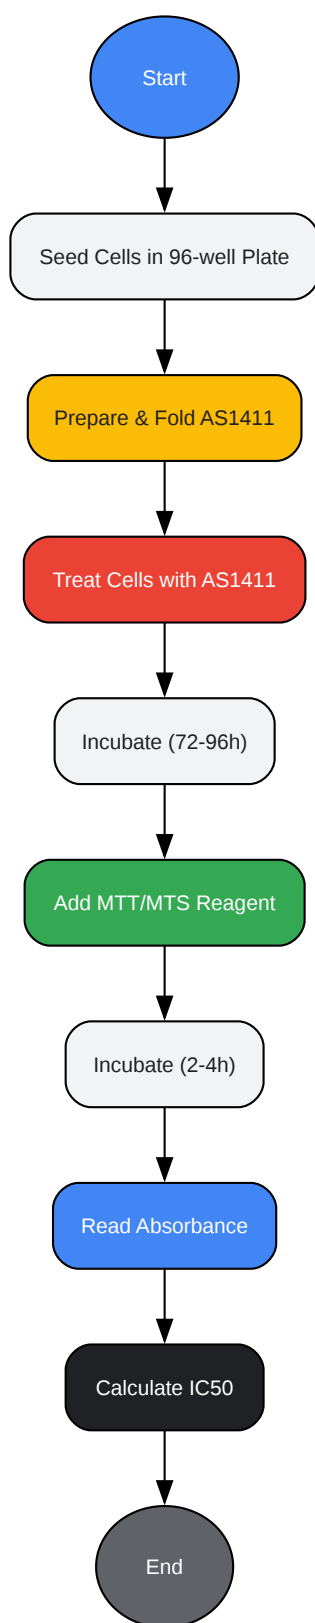 Start
Seed Cells in 96-well Plate
Prepare & Fold AS1411
Treat Cells with AS1411
Incubate (72-96h)
Add MTT/MTS Reagent
Incubate (2-4h)
Read Absorbance
Calculate IC50
End